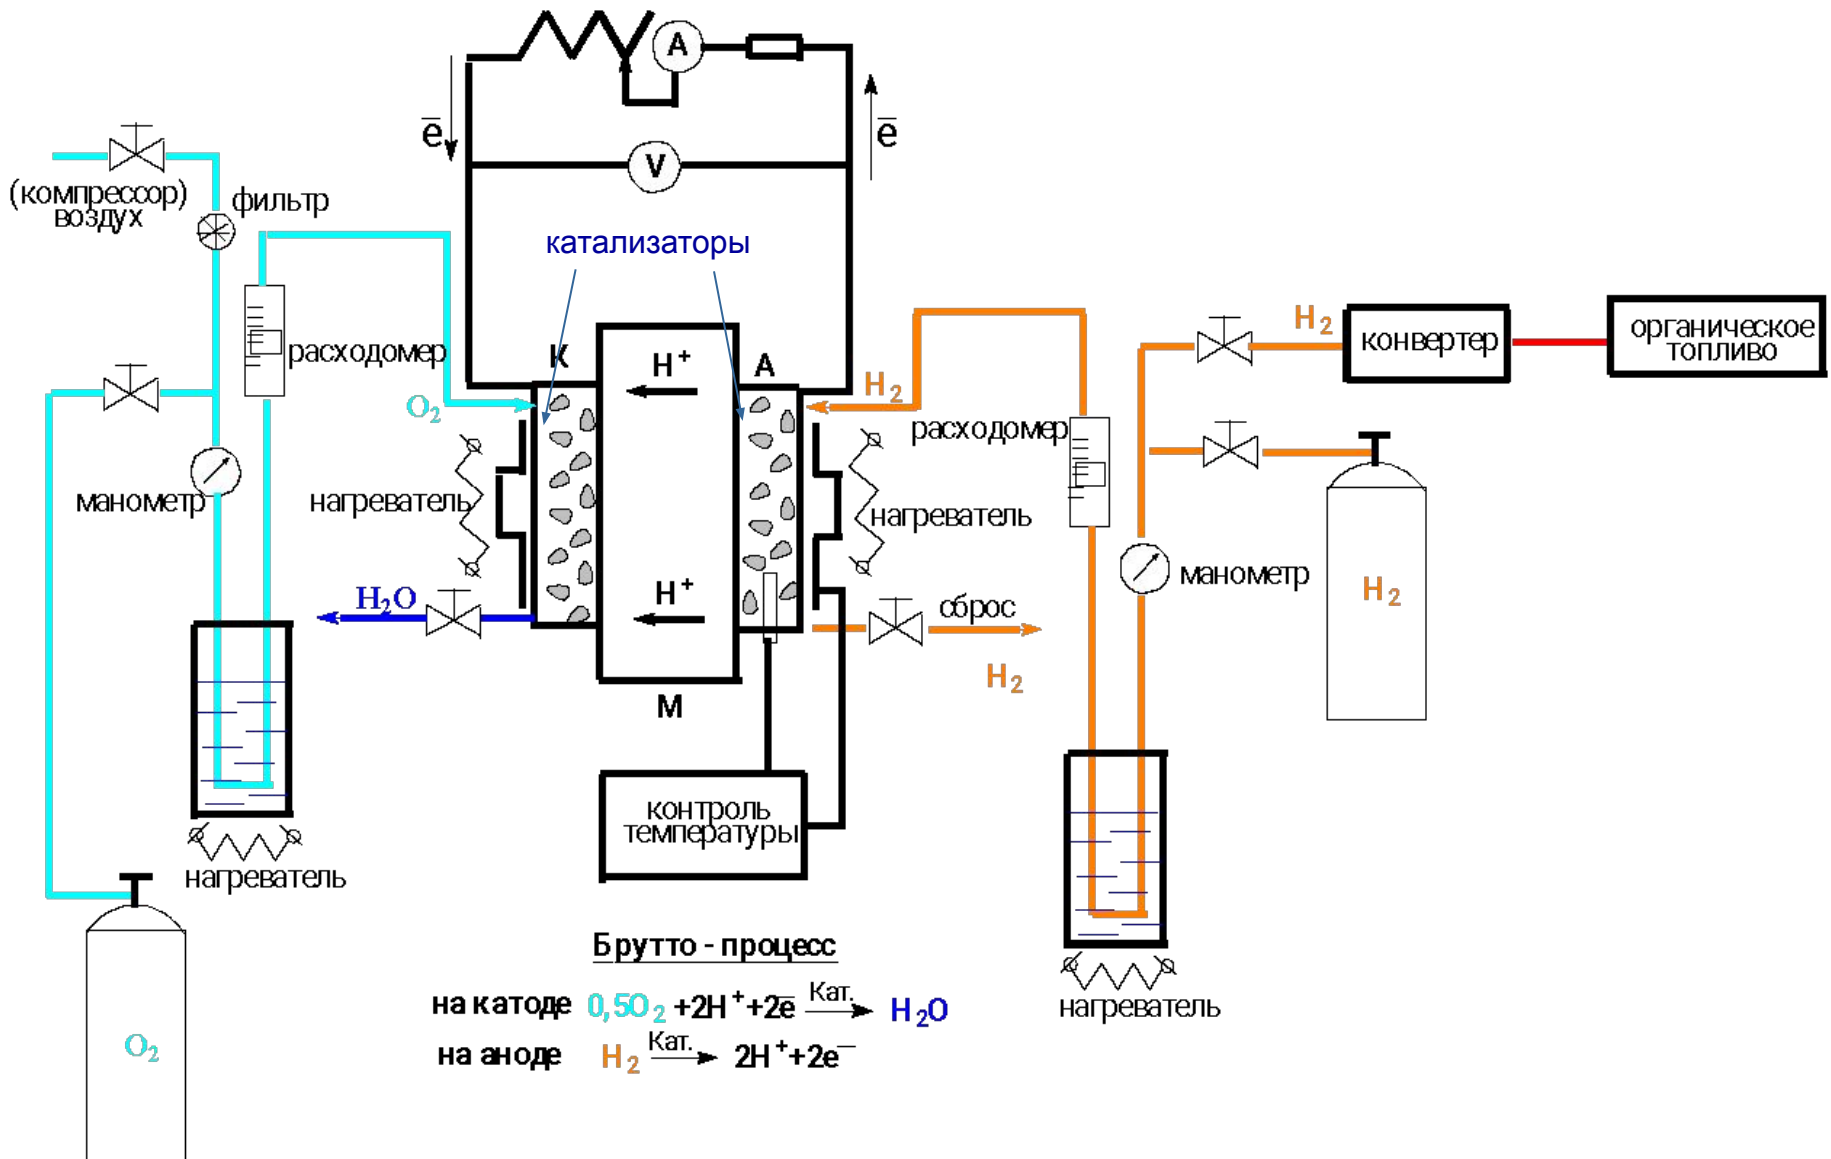 A
e̅
e̅
V
(компрессор)
воздух
фильтр
катализаторы
H₂
конвертер
органическое
топливо
расходомер
К
H⁺
А
H₂
O₂
расходомер
манометр
нагреватель
нагреватель
манометр
H₂
H₂O
H⁺
сброс
H₂
М
контроль
температуры
нагреватель
O₂
нагреватель
Брутто - процесс
на катоде 0,5O₂ +2H⁺+2e̅ Кат. → H₂O
на аноде H₂ Кат. → 2H⁺+2e⁻